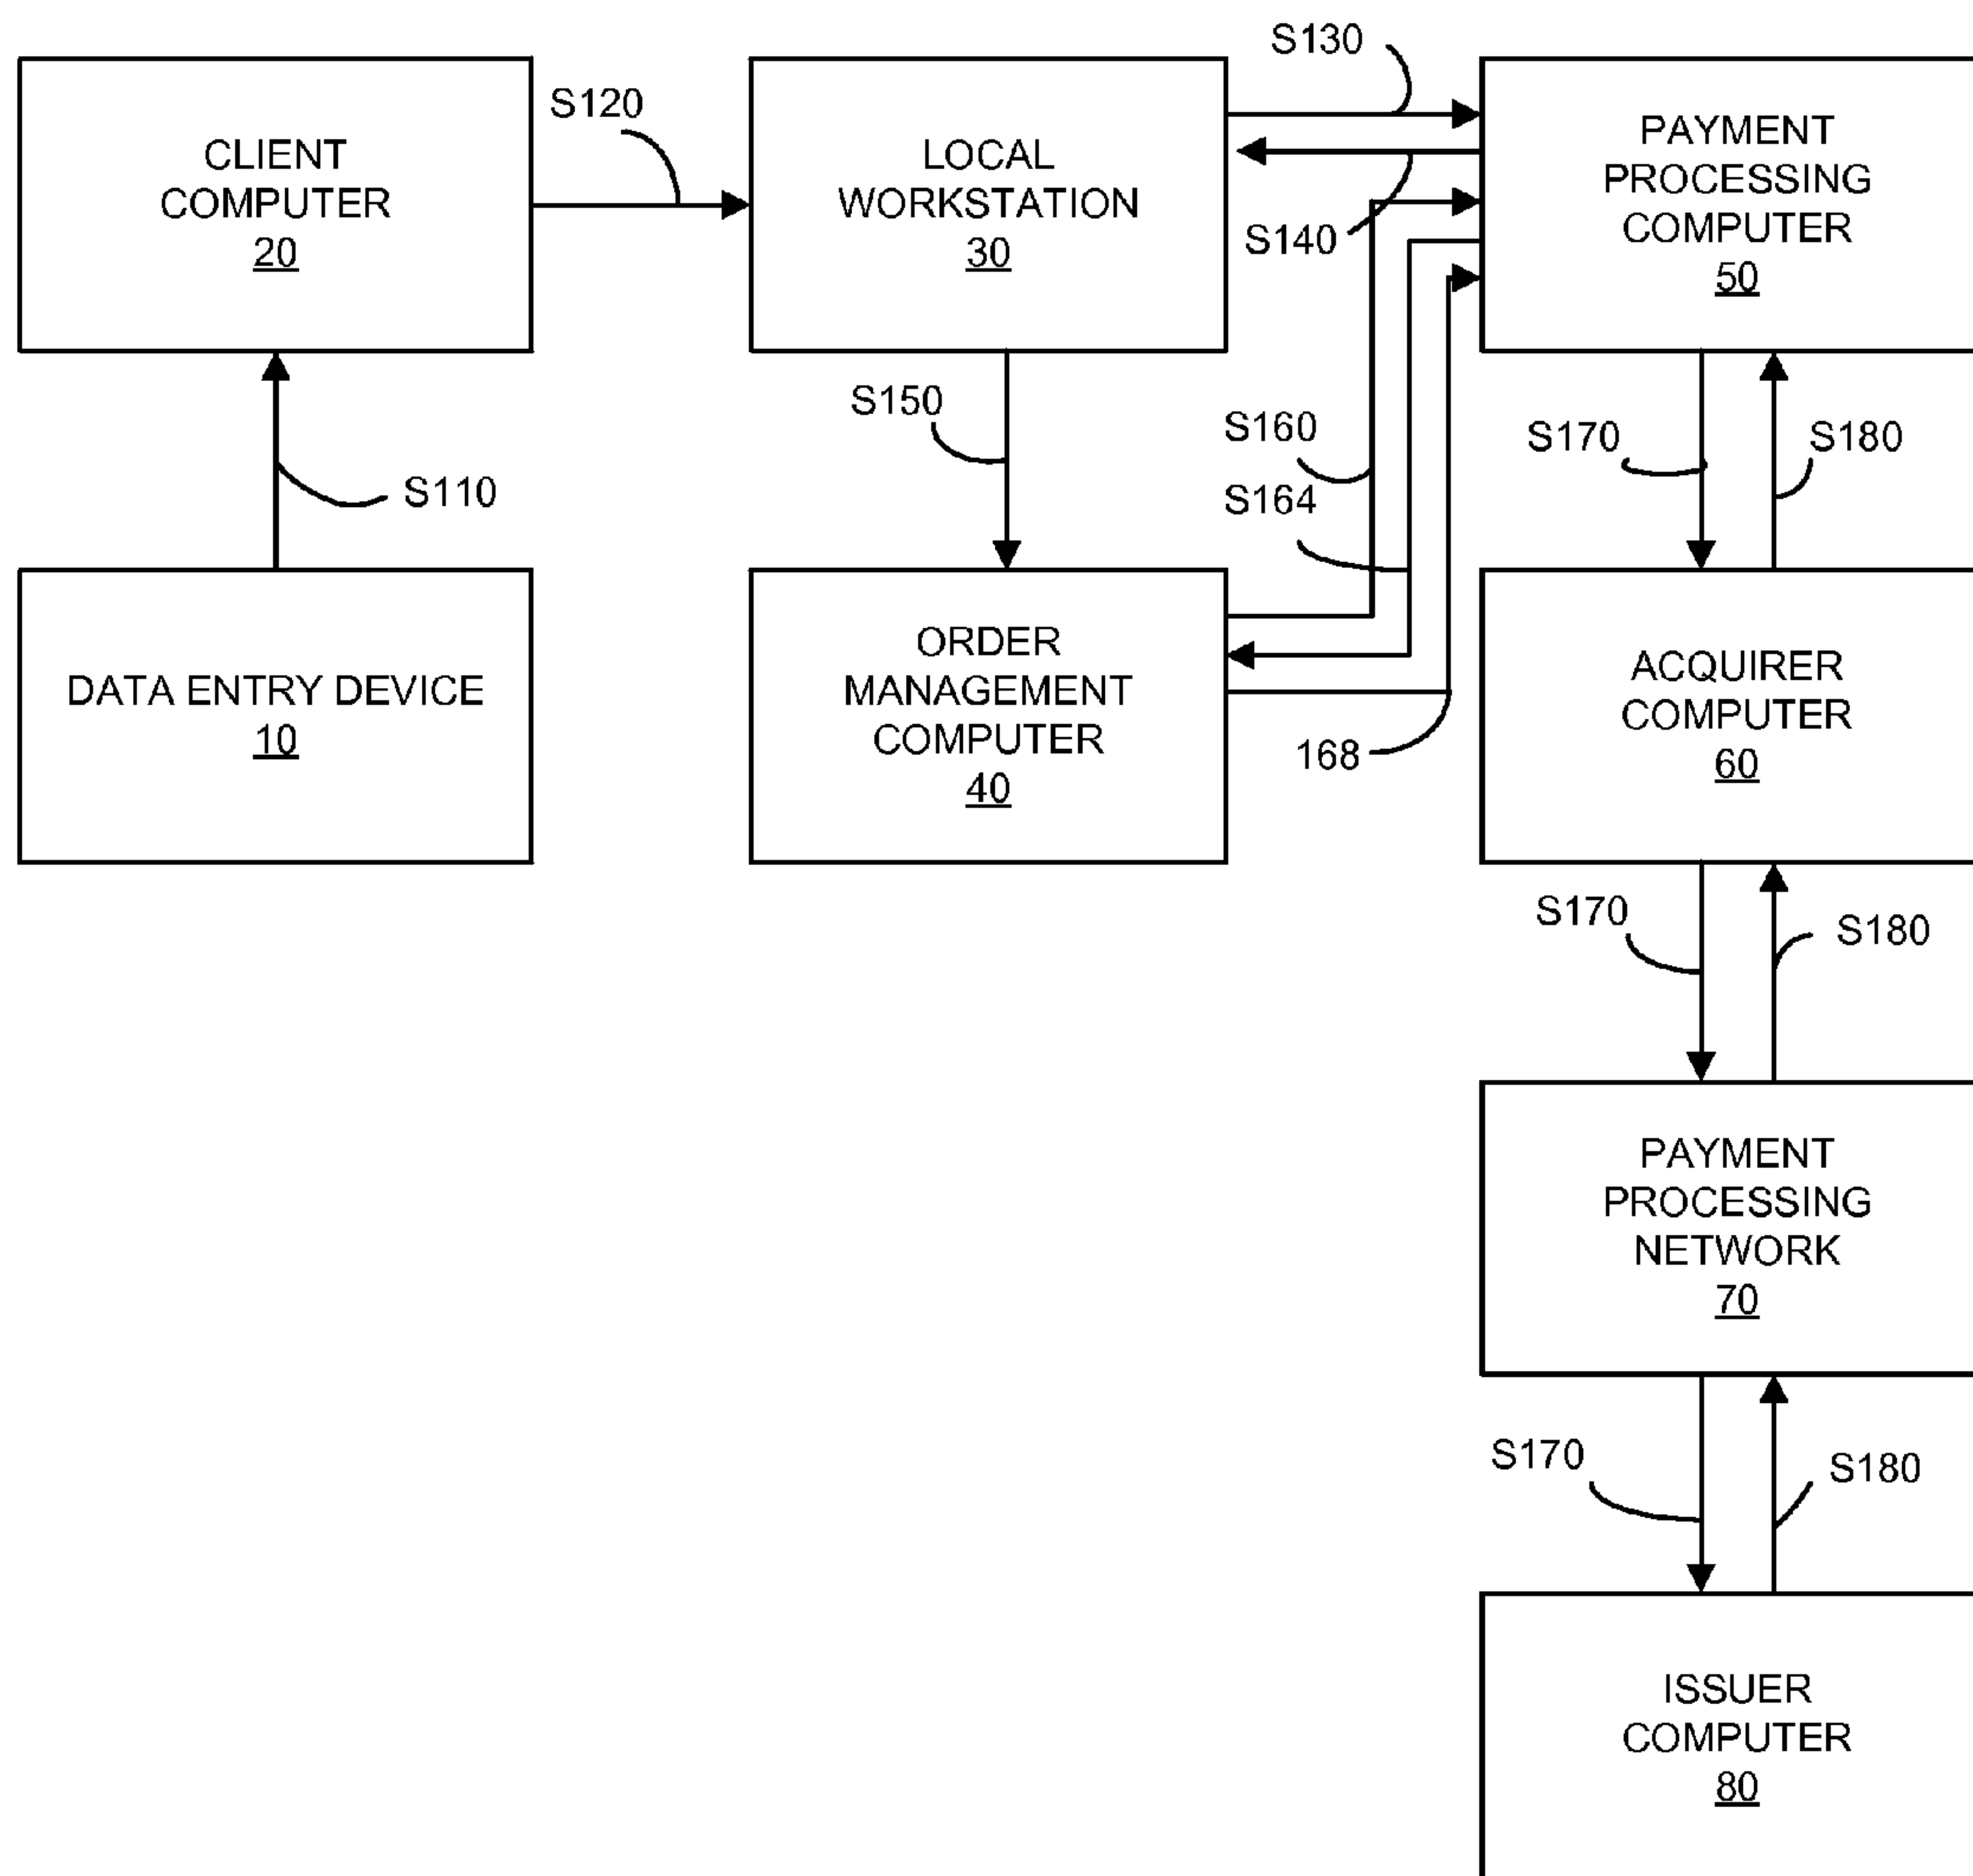 S130
CLIENT
COMPUTER
20
S120
LOCAL
WORKSTATION
30
PAYMENT
PROCESSING
COMPUTER
50
S140
S150
S160
S170
S180
S110
S164
DATA ENTRY DEVICE
10
ORDER
MANAGEMENT
COMPUTER
40
168
ACQUIRER
COMPUTER
60
S170
S180
PAYMENT
PROCESSING
NETWORK
70
S170
S180
ISSUER
COMPUTER
80